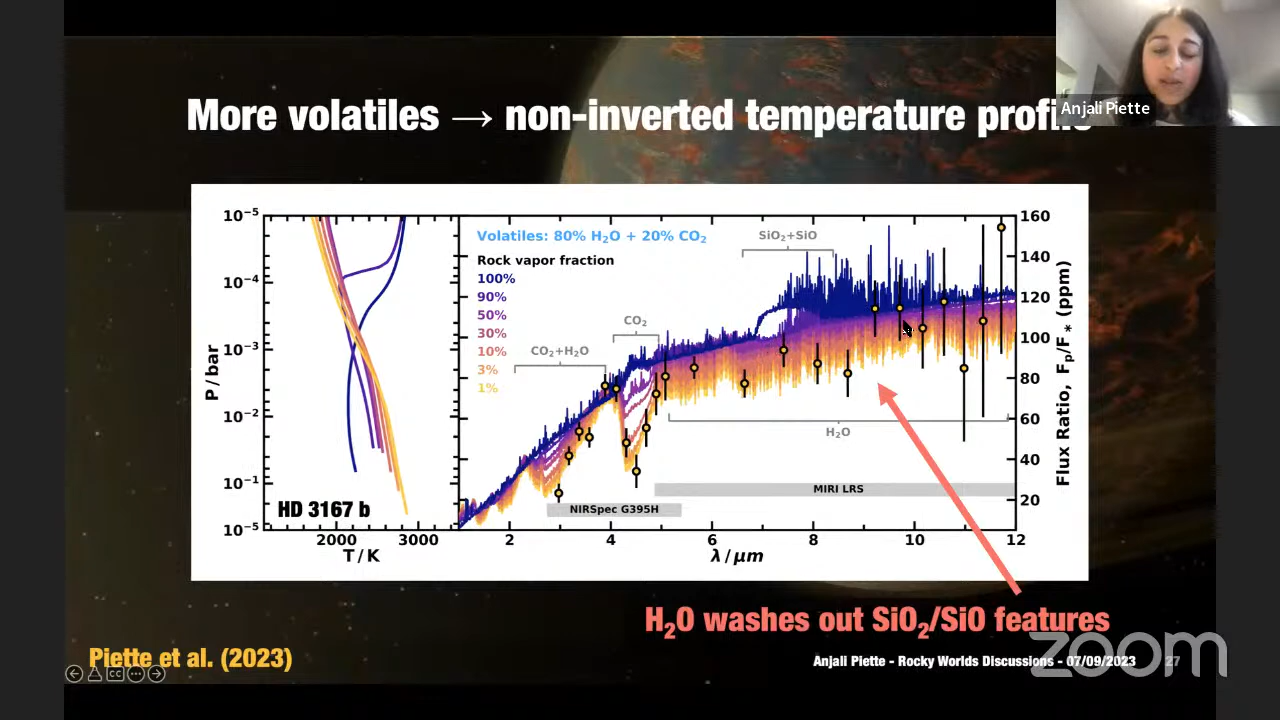 Anjali Piette
More volatiles → non-inverted temperature profile
10⁻⁵
10⁻⁴
10⁻³
10⁻²
10⁻¹
10⁻⁵
P / bar
2000 3000
T / K
HD 3167 b
Volatiles: 80% H₂O + 20% CO₂
Rock vapor fraction
100%
90%
50%
30%
10%
3%
1%
CO₂+H₂O
CO₂
SiO₂+SiO
H₂O
MIRI LRS
NIRSpec G395H
2 4 6 8 10 12
λ / μm
160
140
120
100
80
60
40
20
Flux Ratio, Fₚ/F⋆ (ppm)
H₂O washes out SiO₂/SiO features
Piette et al. (2023)
CC
Anjali Piette - Rocky Worlds Discussions - 07/09/2023 27
zoom